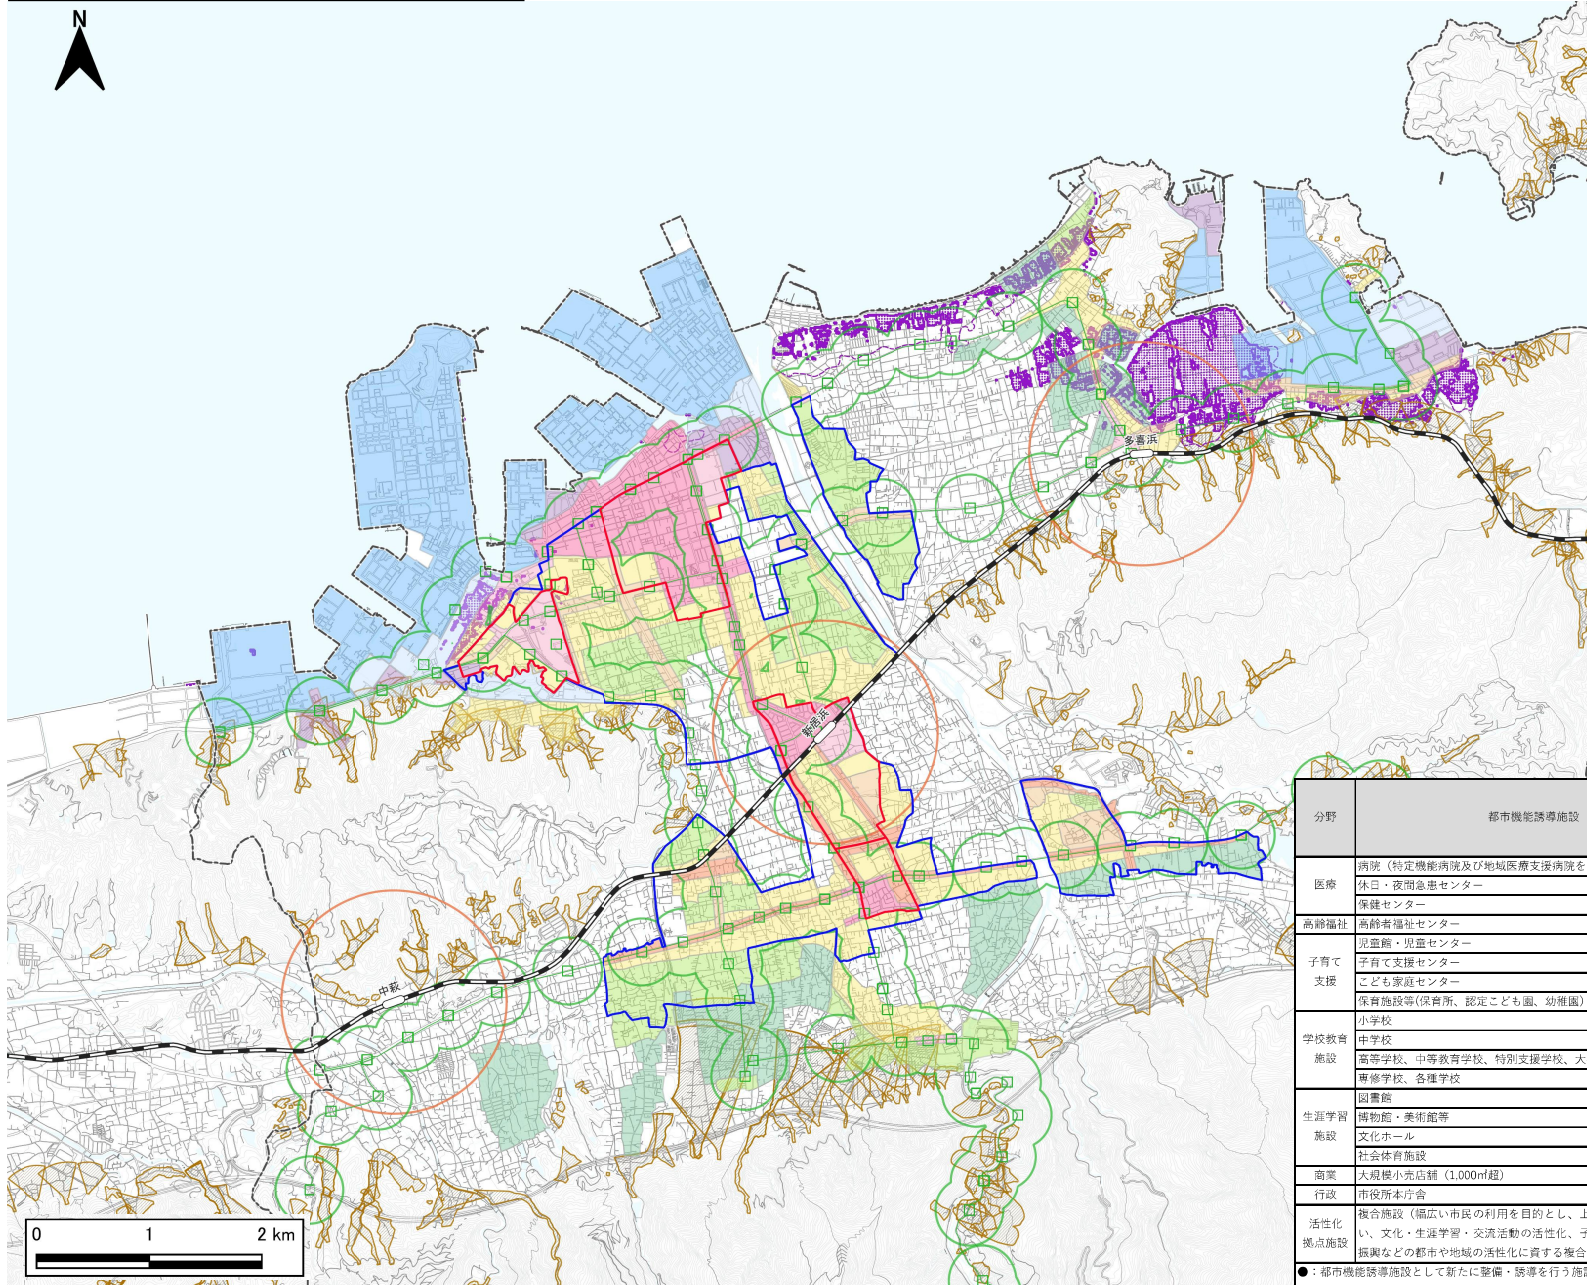 N
多喜浜
新居浜
中萩
0 1 2 km
分野 都市機能誘導施設
医療
病院（特定機能病院及び地域医療支援病院を
休日・夜間急患センター
保健センター
高齢福祉 高齢者福祉センター
子育て
支援
児童館・児童センター
子育て支援センター
こども家庭センター
保育施設等(保育所、認定こども園、幼稚園)
学校教育
施設
小学校
中学校
高等学校、中等教育学校、特別支援学校、大
専修学校、各種学校
生涯学習
施設
図書館
博物館・美術館等
文化ホール
社会体育施設
商業 大規模小売店舗（1,000㎡超）
行政 市役所本庁舎
活性化
拠点施設
複合施設（幅広い市民の利用を目的とし、上
い、文化・生涯学習・交流活動の活性化、子
振興などの都市や地域の活性化に資する複合
●：都市機能誘導施設として新たに整備・誘導を行う施設